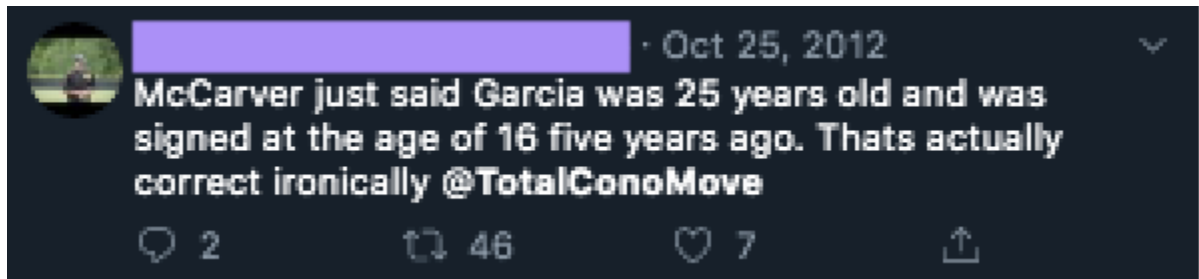 · Oct 25, 2012
McCarver just said Garcia was 25 years old and was
signed at the age of 16 five years ago. Thats actually
correct ironically @TotalConoMove
2 46 7